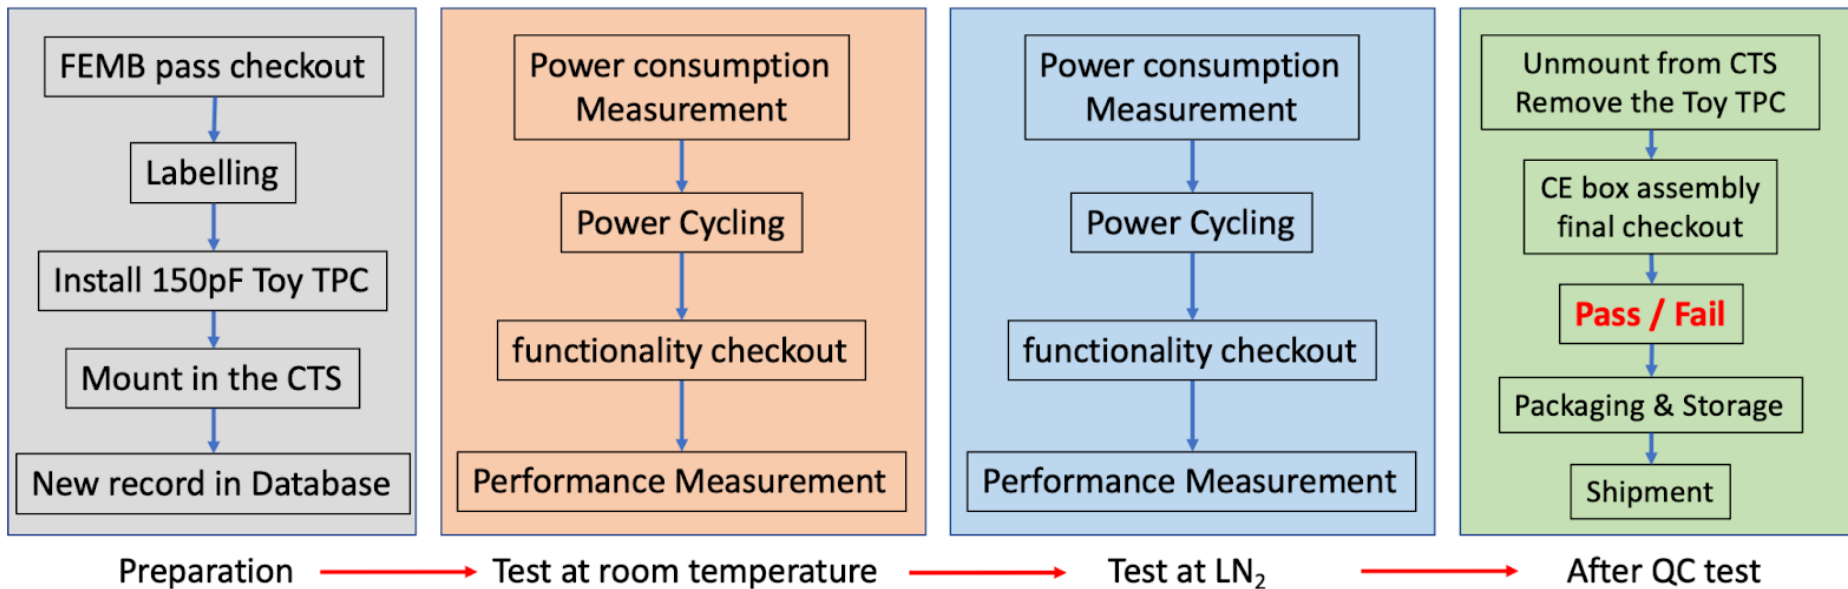 FEMB pass checkout
Labelling
Install 150pF Toy TPC
Mount in the CTS
New record in Database
Power consumption
Measurement
Power Cycling
functionality checkout
Performance Measurement
Power consumption
Measurement
Power Cycling
functionality checkout
Performance Measurement
Unmount from CTS
Remove the Toy TPC
CE box assembly
final checkout
Pass / Fail
Packaging & Storage
Shipment
Preparation
Test at room temperature
Test at LN₂
After QC test